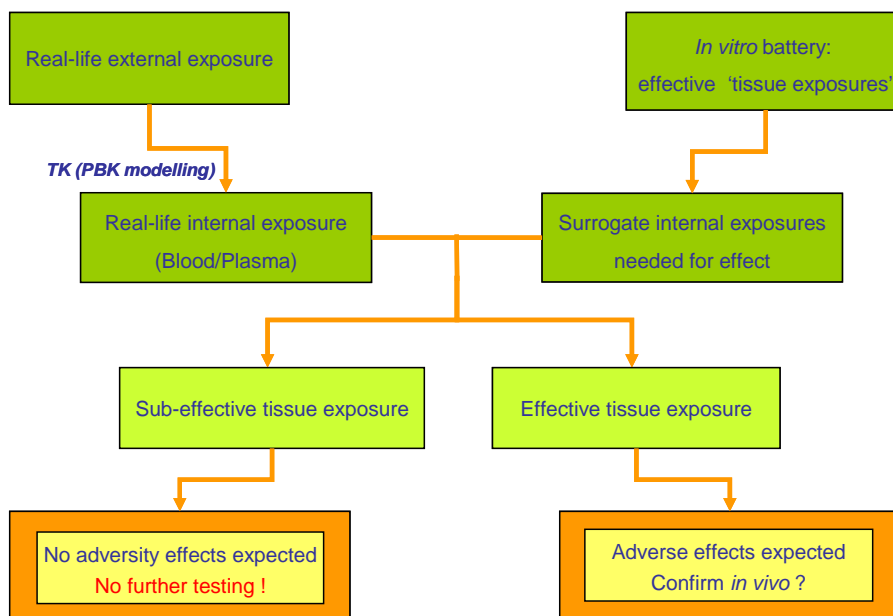 Real-life external exposure
In vitro battery:
effective 'tissue exposures'
TK (PBK modelling)
Real-life internal exposure
(Blood/Plasma)
Surrogate internal exposures
needed for effect
Sub-effective tissue exposure
Effective tissue exposure
No adversity effects expected
No further testing !
Adverse effects expected
Confirm in vivo ?